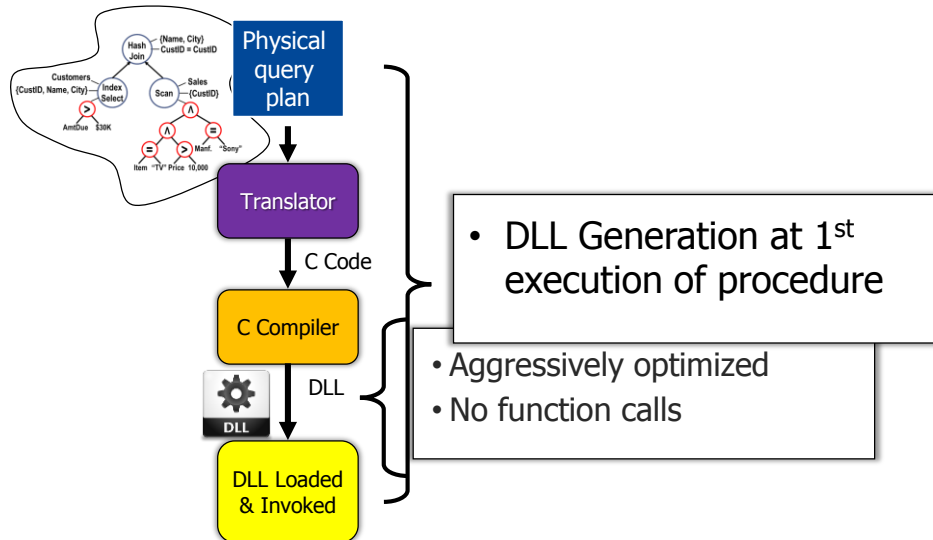 Hash
Join
{Name, City}
CustID = CustID
Customers
{CustID, Name, City}
Index
Select
Scan
Sales
{CustID}
>
AmtDue $30K
∧
∧
=
Manf. "Sony"
= >
Item "TV" Price 10,000
Physical
query
plan
Translator
C Code
C Compiler
DLL
DLL
DLL Loaded
& Invoked
• DLL Generation at 1st
execution of procedure
• Aggressively optimized
• No function calls